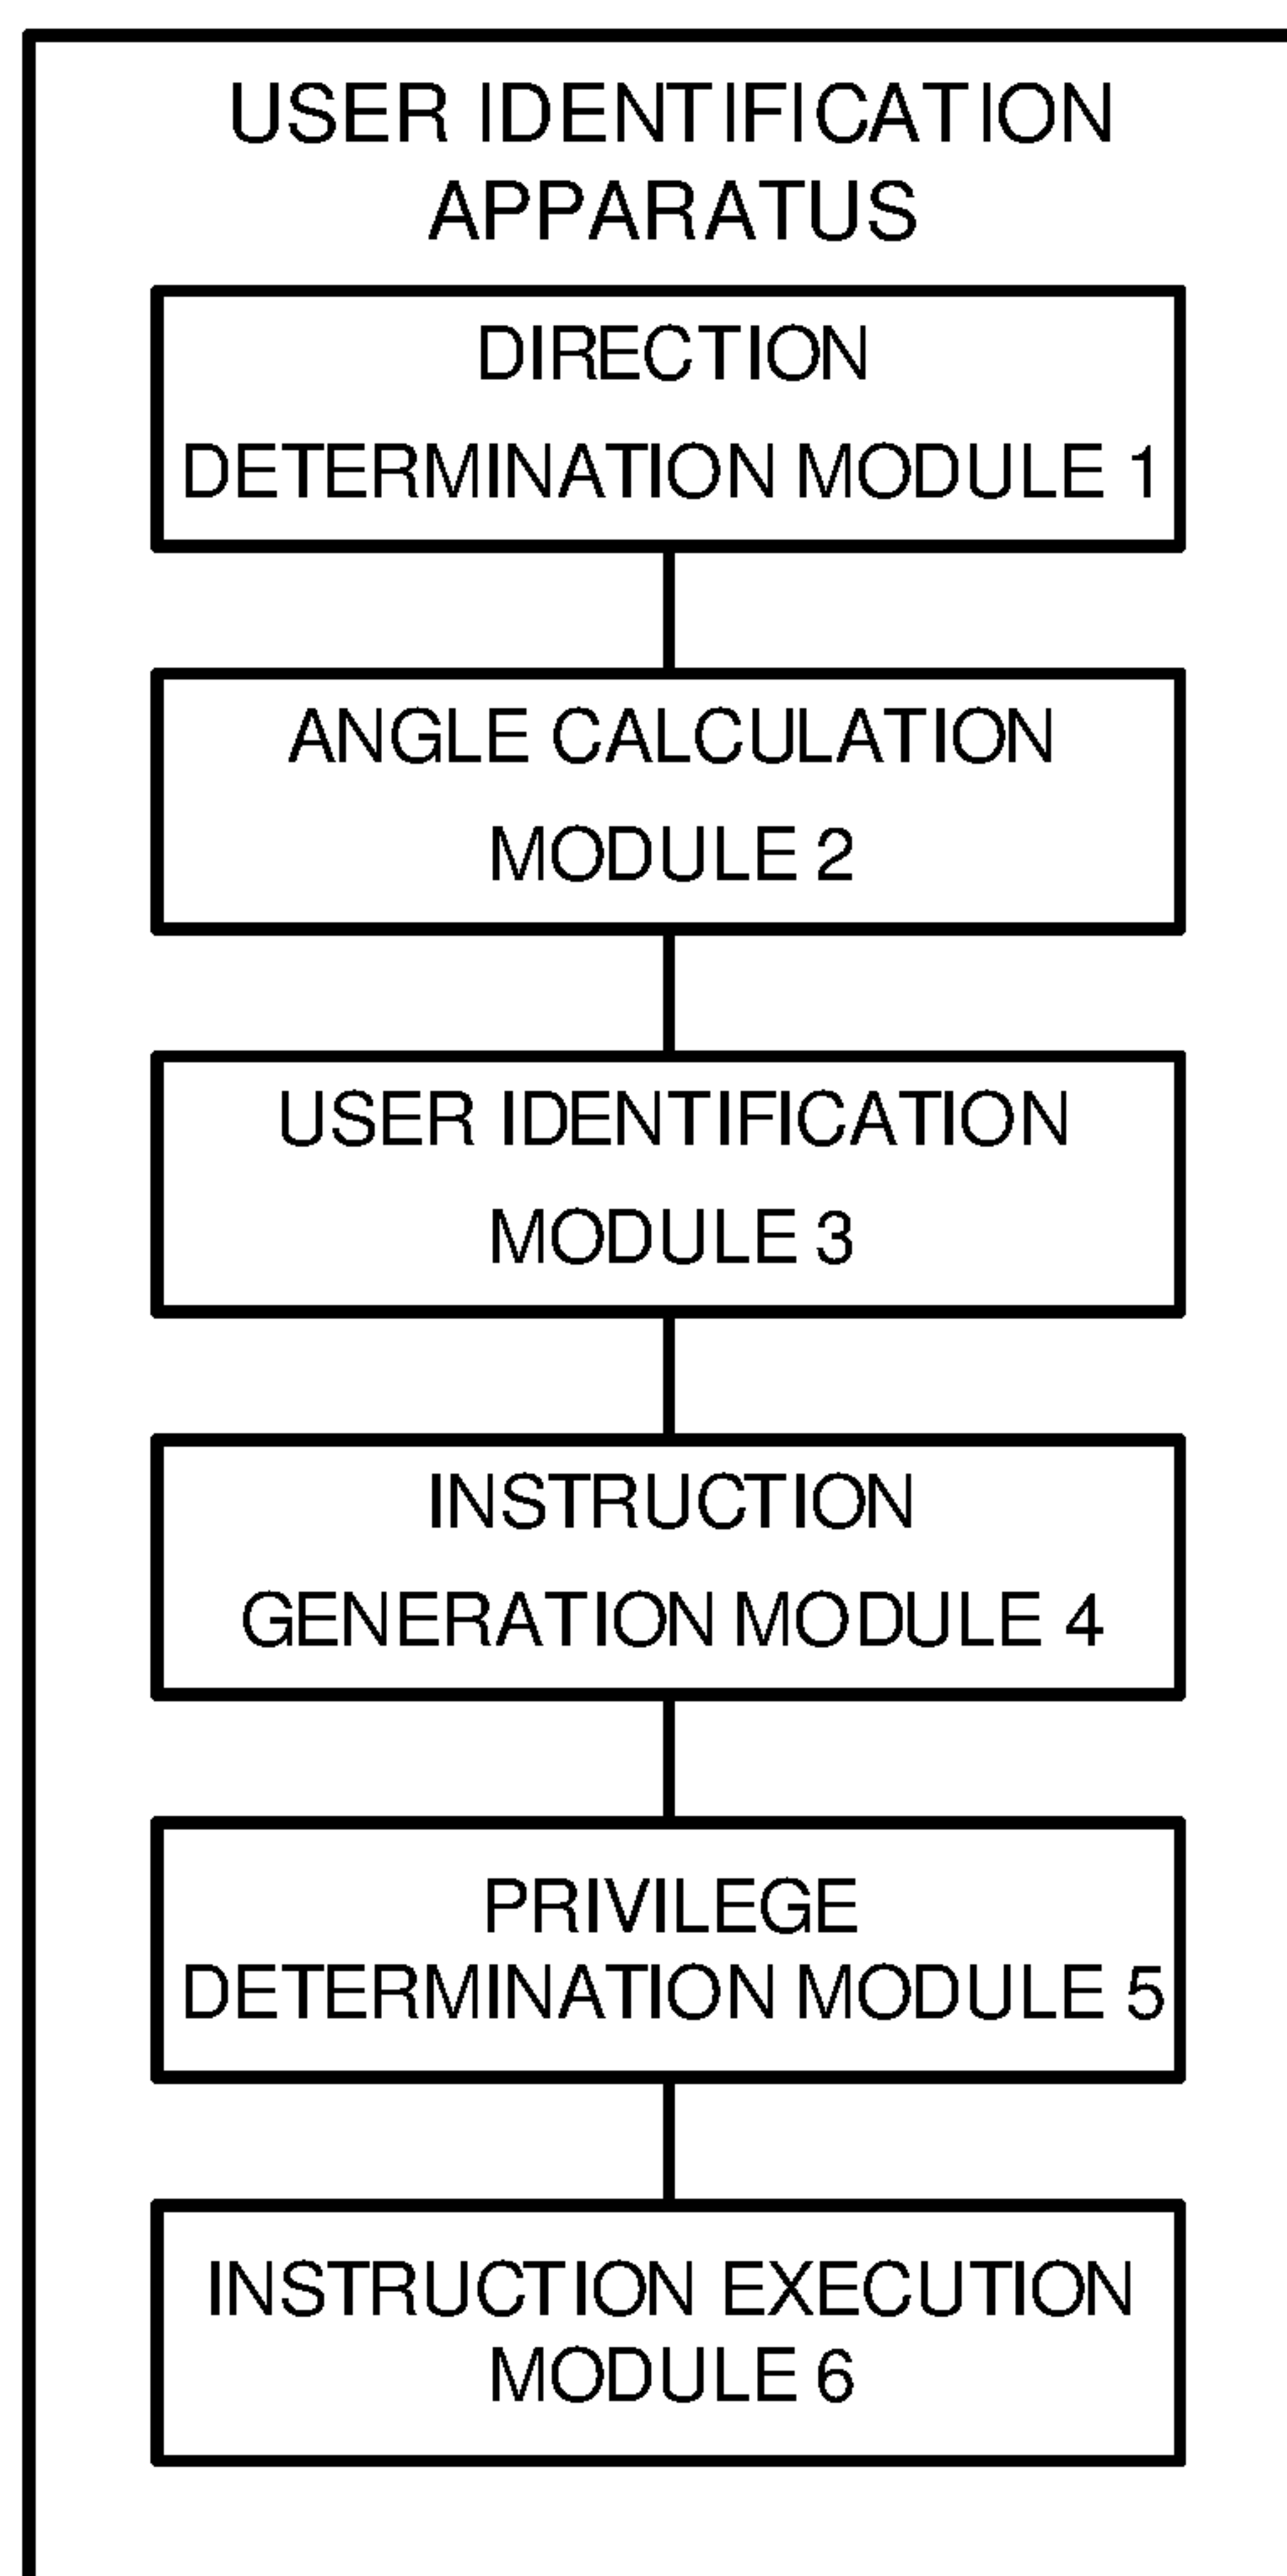 USER IDENTIFICATION
APPARATUS
DIRECTION
DETERMINATION MODULE 1
ANGLE CALCULATION
MODULE 2
USER IDENTIFICATION
MODULE 3
INSTRUCTION
GENERATION MODULE 4
PRIVILEGE
DETERMINATION MODULE 5
INSTRUCTION EXECUTION
MODULE 6